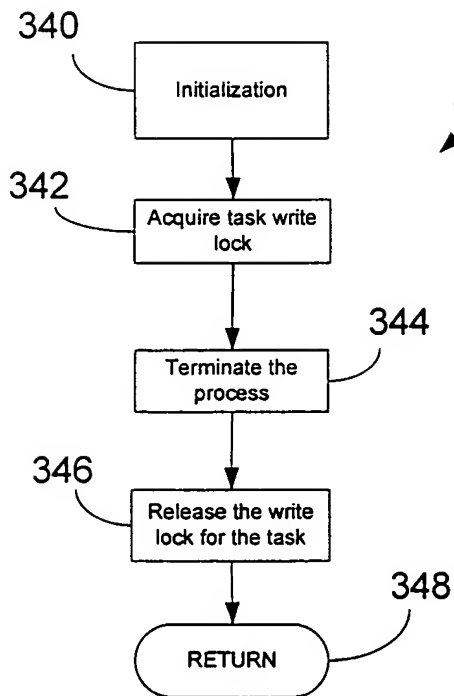 340
Initialization
342
Acquire task write
lock
344
Terminate the
process
346
Release the write
lock for the task
348
RETURN